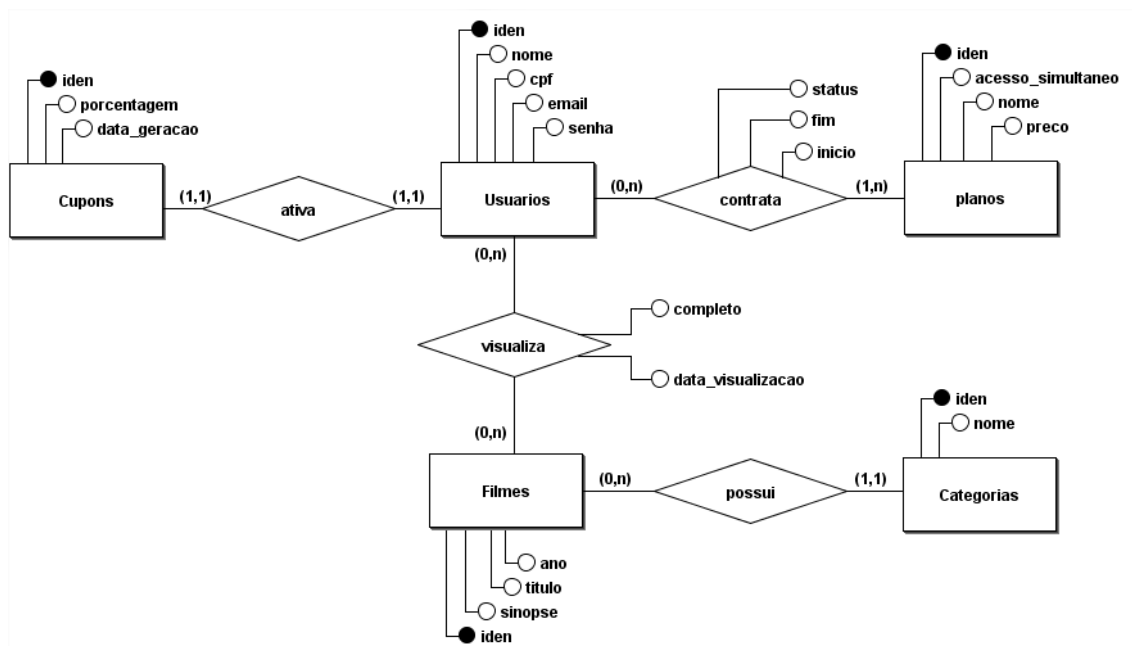 iden
nome
cpf
email
senha
iden
porcentagem
data_geracao
iden
acesso_simultaneo
nome
preco
status
fim
inicio
Cupons
(1,1)
ativa
(1,1)
Usuarios
(0,n)
contrata
(1,n)
planos
(0,n)
completo
visualiza
data_visualizacao
(0,n)
iden
nome
Filmes
(0,n)
possui
(1,1)
Categorias
ano
titulo
sinopse
iden